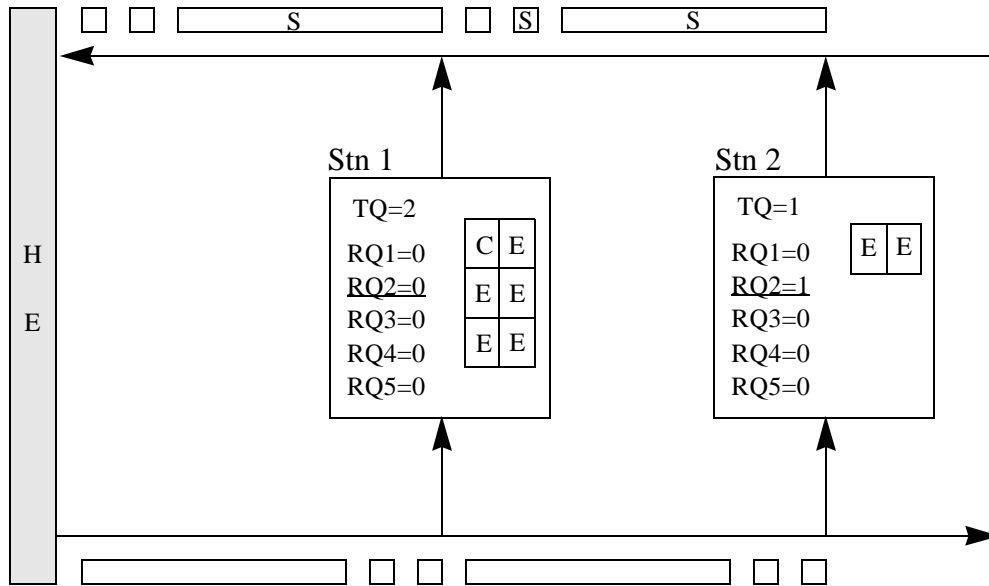 S S S
Stn 1
TQ=2
RQ1=0
RQ2=0
RQ3=0
RQ4=0
RQ5=0
C E
E E
E E
Stn 2
TQ=1
RQ1=0
RQ2=1
RQ3=0
RQ4=0
RQ5=0
E E
H
E